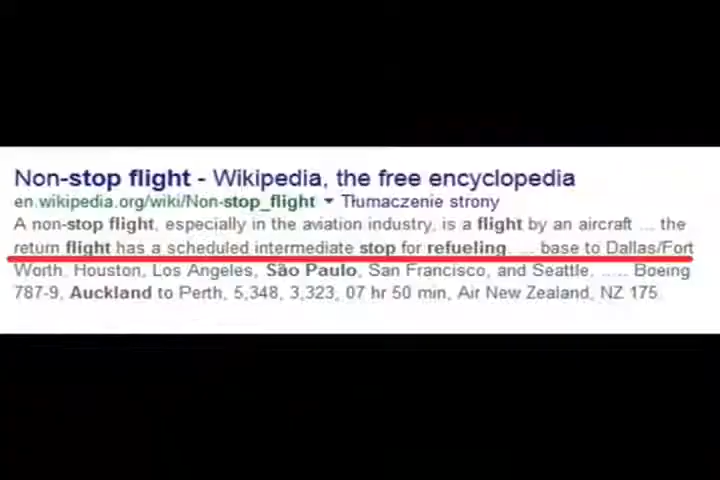 Non-stop flight - Wikipedia, the free encyclopedia
en.wikipedia.org/wiki/Non-stop_flight ▼ Tłumaczenie strony
A non-stop flight, especially in the aviation industry, is a flight by an aircraft ... the
return flight has a scheduled intermediate stop for refueling. ... base to Dallas/Fort
Worth, Houston, Los Angeles, São Paulo, San Francisco, and Seattle. ..... Boeing
787-9, Auckland to Perth, 5,348, 3,323, 07 hr 50 min, Air New Zealand, NZ 175.